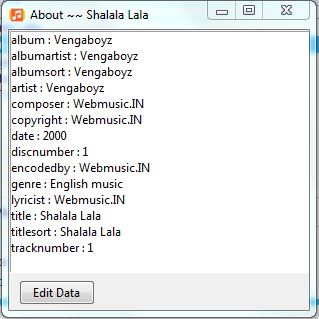 About ~~ Shalala Lala
album : Vengaboyz
albumartist : Vengaboyz
albumsort : Vengaboyz
artist : Vengaboyz
composer : Webmusic.IN
copyright : Webmusic.IN
date : 2000
discnumber : 1
encodedby : Webmusic.IN
genre : English music
lyricist : Webmusic.IN
title : Shalala Lala
titlesort : Shalala Lala
tracknumber : 1
Edit Data